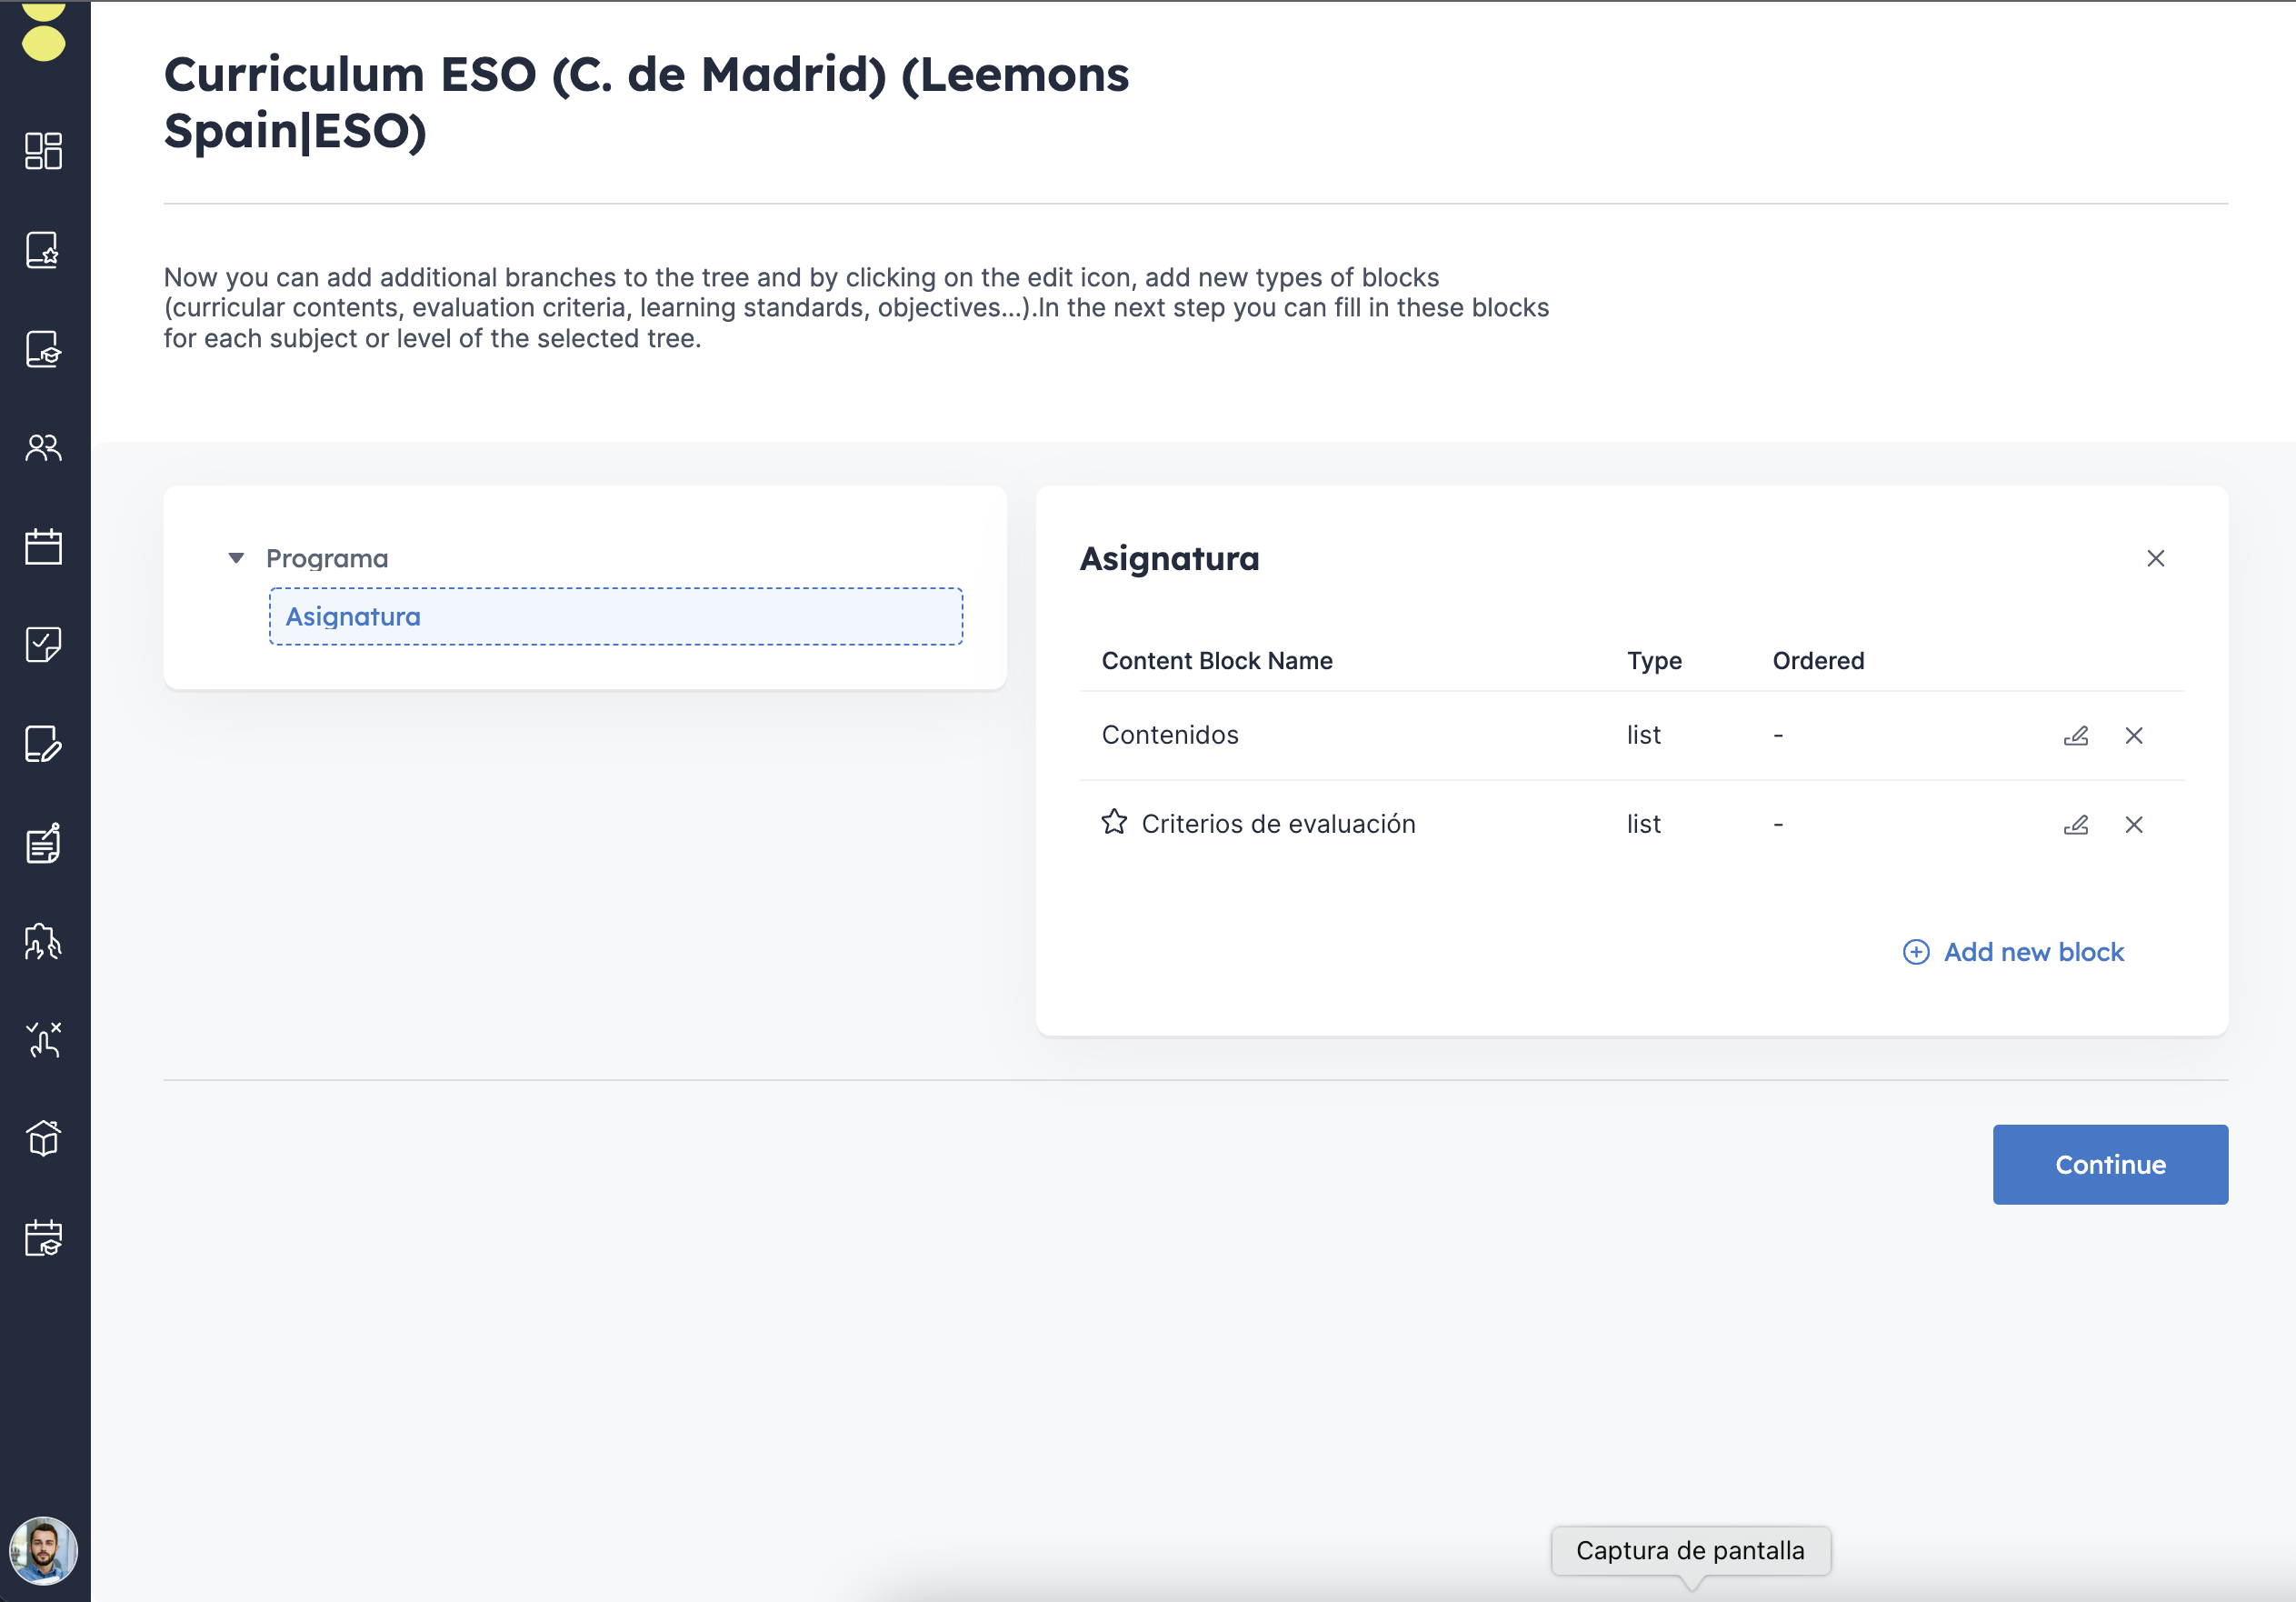 Curriculum ESO (C. de Madrid) (Leemons
Spain|ESO)
Now you can add additional branches to the tree and by clicking on the edit icon, add new types of blocks
(curricular contents, evaluation criteria, learning standards, objectives...).In the next step you can fill in these blocks
for each subject or level of the selected tree.
Programa
Asignatura
Asignatura
Content Block Name Type Ordered
Contenidos list -
Criterios de evaluación list -
Add new block
Continue
Captura de pantalla